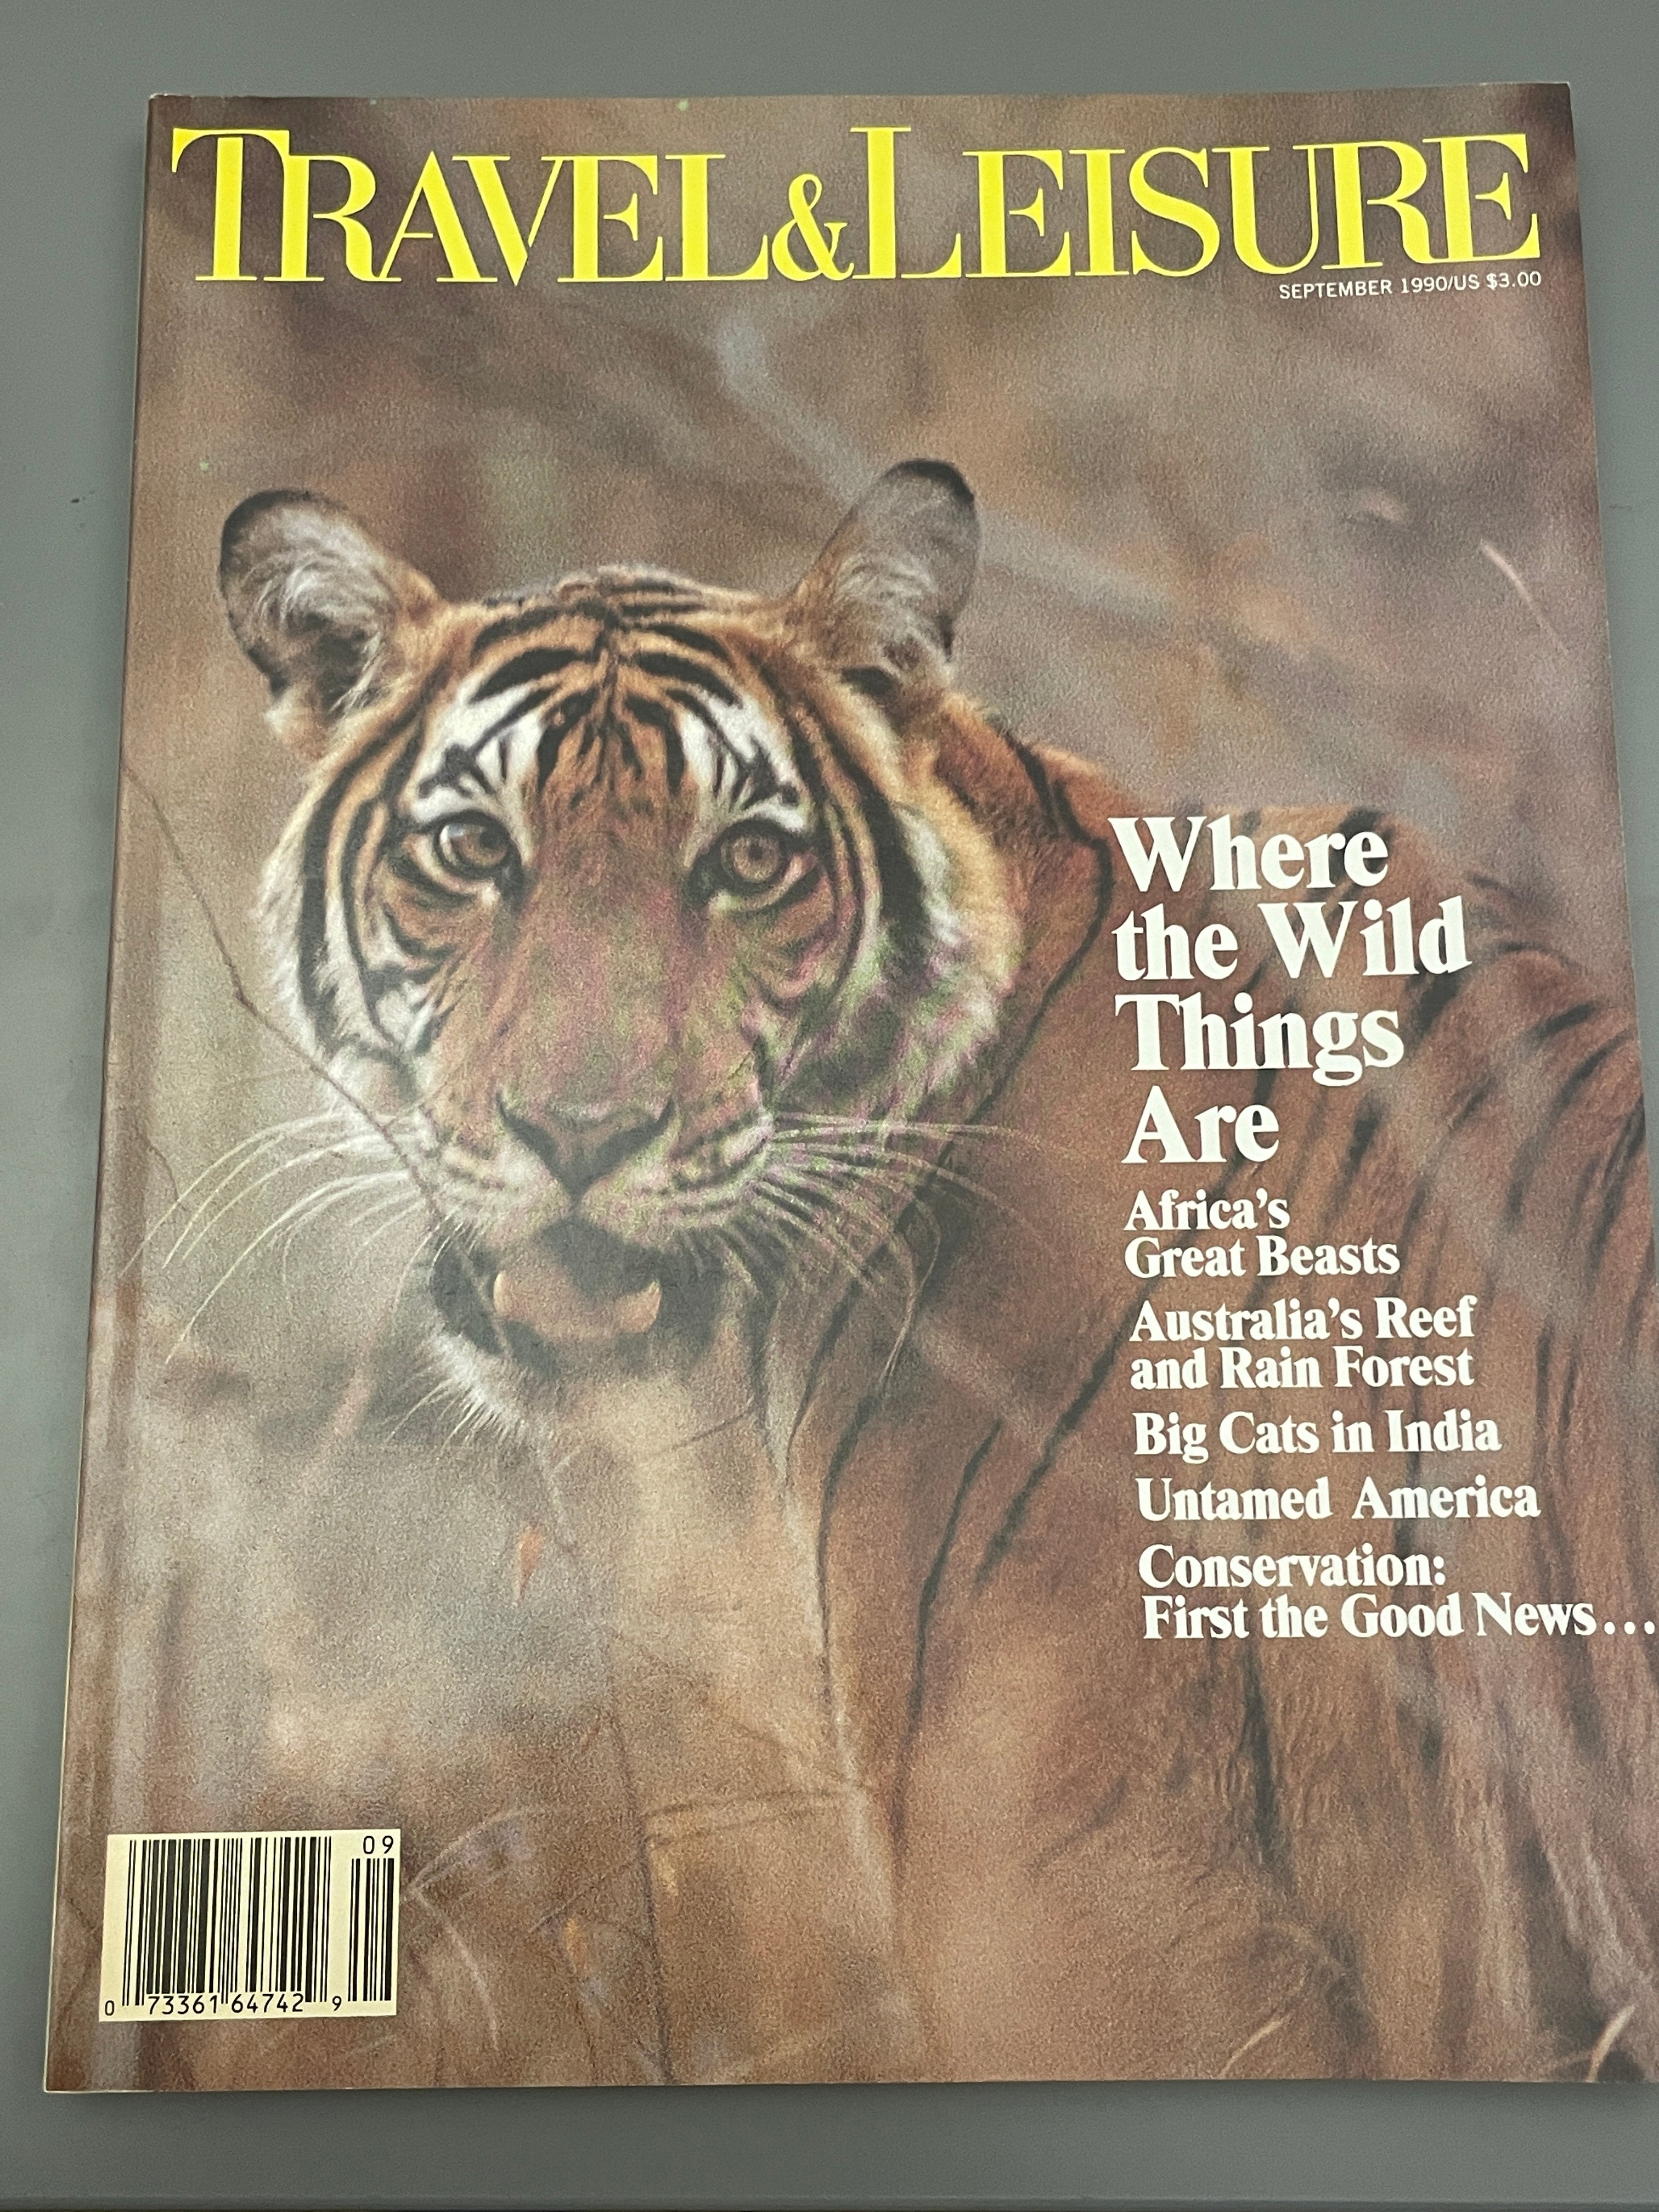 TRAVEL&LEISURE
SEPTEMBER 1990/US $3.00
Where
the Wild
Things
Are
Africa's
Great Beasts
Australia's Reef
and Rain Forest
Big Cats in India
Untamed America
Conservation:
First the Good News...
09
0 73361 64742 9